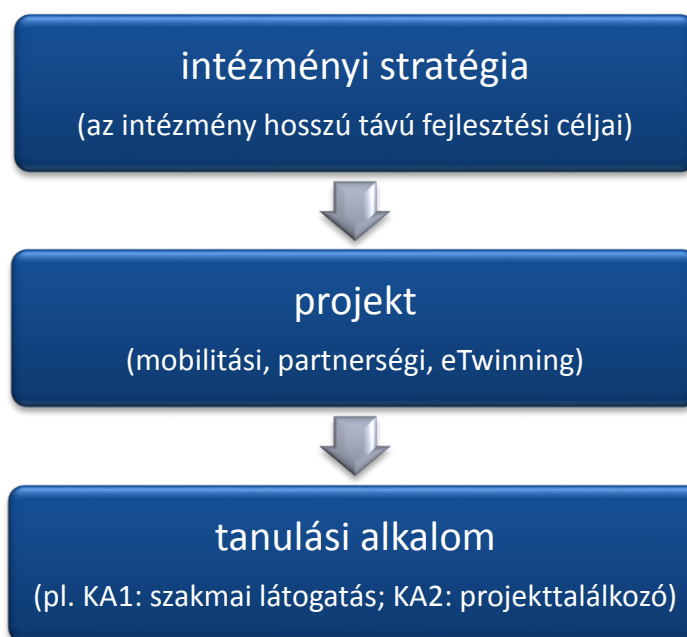 intézményi stratégia
(az intézmény hosszú távú fejlesztési céljai)
projekt
(mobilitási, partnerségi, eTwinning)
tanulási alkalom
(pl. KA1: szakmai látogatás; KA2: projekttalálkozó)